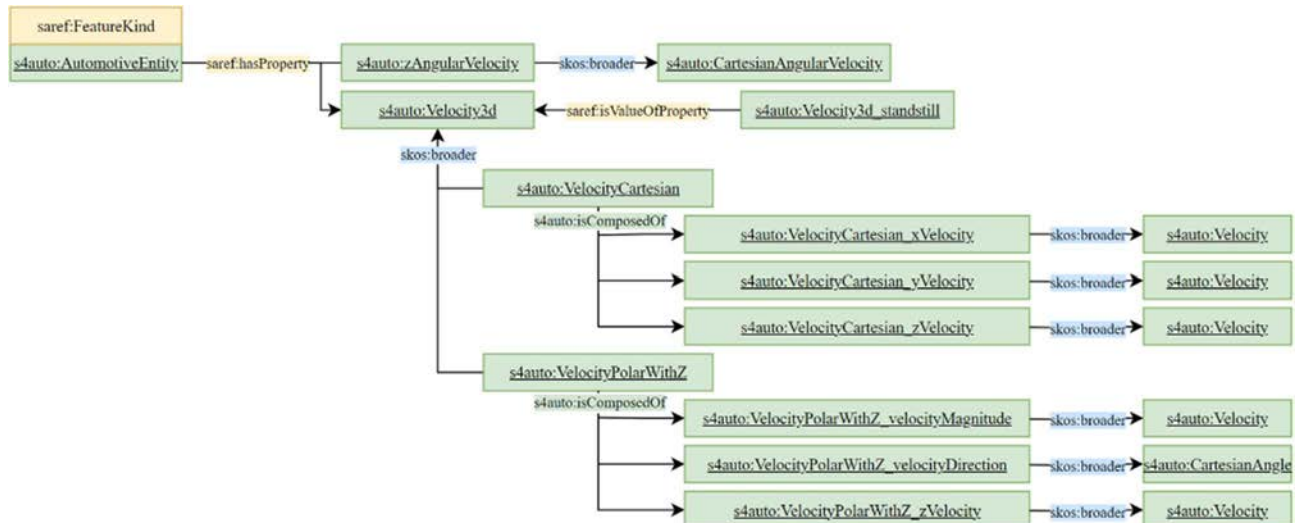 saref:FeatureKind
s4auto:AutomotiveEntity saref:hasProperty s4auto:zAngularVelocity skos:broader s4auto:CartesianAngularVelocity
s4auto:Velocity3d saref:isValueOfProperty s4auto:Velocity3d_standstill
skos:broader
s4auto:VelocityCartesian
s4auto:isComposedOf
s4auto:VelocityCartesian_xVelocity skos:broader s4auto:Velocity
s4auto:VelocityCartesian_yVelocity skos:broader s4auto:Velocity
s4auto:VelocityCartesian_zVelocity skos:broader s4auto:Velocity
s4auto:VelocityPolarWithZ
s4auto:isComposedOf
s4auto:VelocityPolarWithZ_velocityMagnitude skos:broader s4auto:Velocity
s4auto:VelocityPolarWithZ_velocityDirection skos:broader s4auto:CartesianAngle
s4auto:VelocityPolarWithZ_zVelocity skos:broader s4auto:Velocity